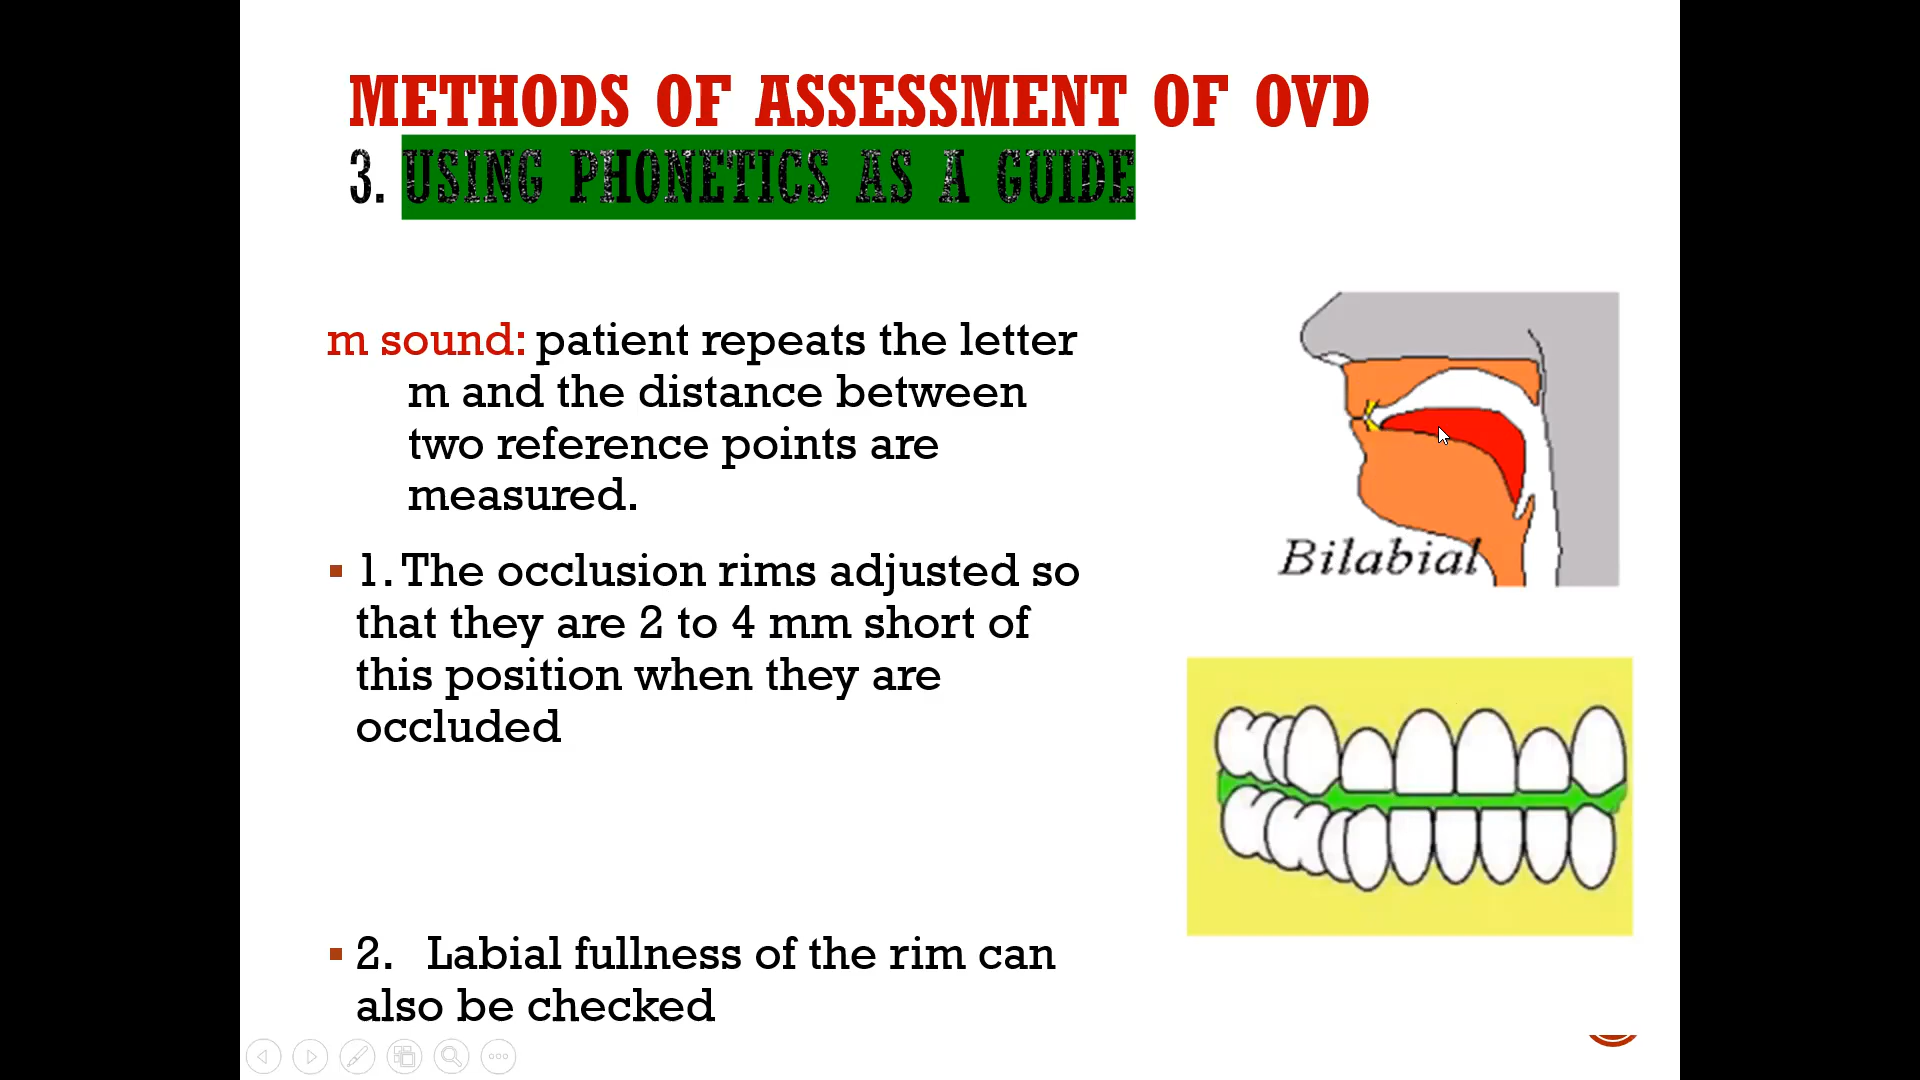 METHODS OF ASSESSMENT OF OVD
3. USING PHONETICS AS A GUIDE
m sound: patient repeats the letter
m and the distance between
two reference points are
measured.
1. The occlusion rims adjusted so
that they are 2 to 4 mm short of
this position when they are
occluded
2. Labial fullness of the rim can
also be checked
Bilabial